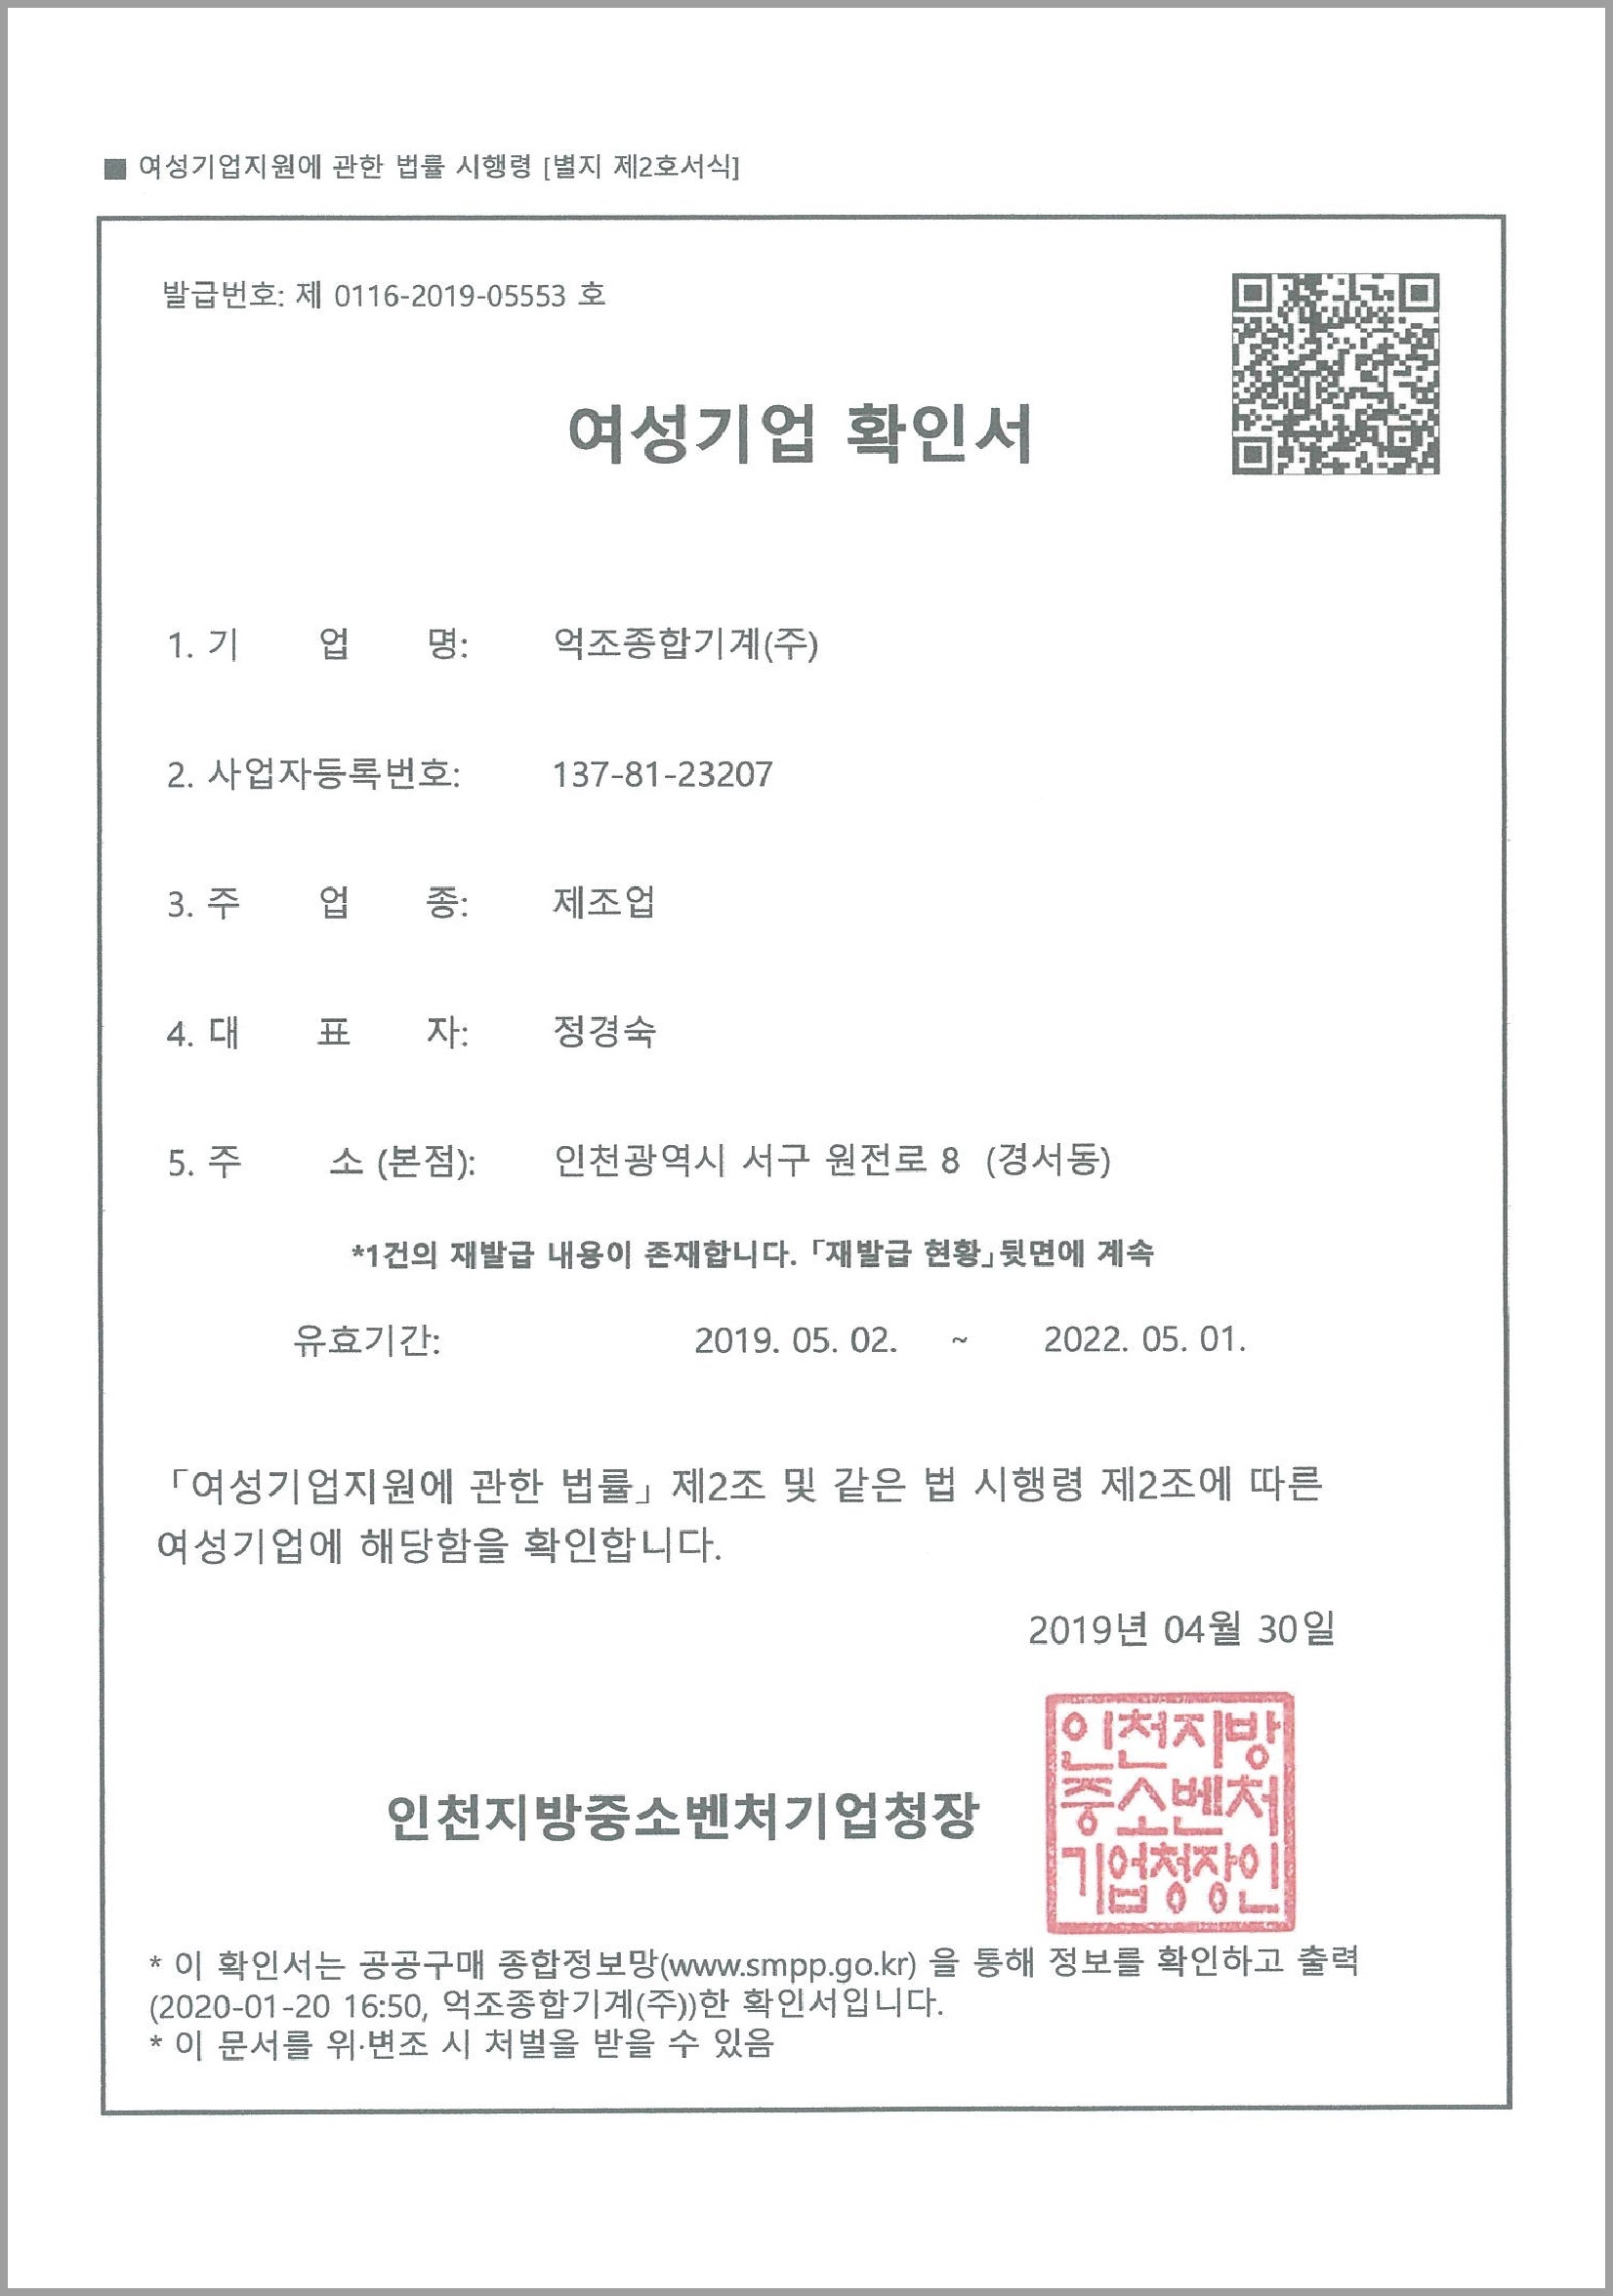 ■ 여성기업지원에 관한 법률 시행령 [별지 제2호서식]
발급번호: 제 0116-2019-05553 호
여성기업 확인서
1. 기 업 명: 억조종합기계(주)
2. 사업자등록번호: 137-81-23207
3. 주 업 종: 제조업
4. 대 표 자: 정경숙
5. 주 소 (본점): 인천광역시 서구 원전로 8 (경서동)
*1건의 재발급 내용이 존재합니다. 「재발급 현황」뒷면에 계속
유효기간: 2019. 05. 02. ~ 2022. 05. 01.
「여성기업지원에 관한 법률」 제2조 및 같은 법 시행령 제2조에 따른
여성기업에 해당함을 확인합니다.
2019년 04월 30일
인천지방중소벤처기업청장
인천지방
중소벤처
기업청장인
* 이 확인서는 공공구매 종합정보망(www.smpp.go.kr) 을 통해 정보를 확인하고 출력
(2020-01-20 16:50, 억조종합기계(주))한 확인서입니다.
* 이 문서를 위·변조 시 처벌을 받을 수 있음